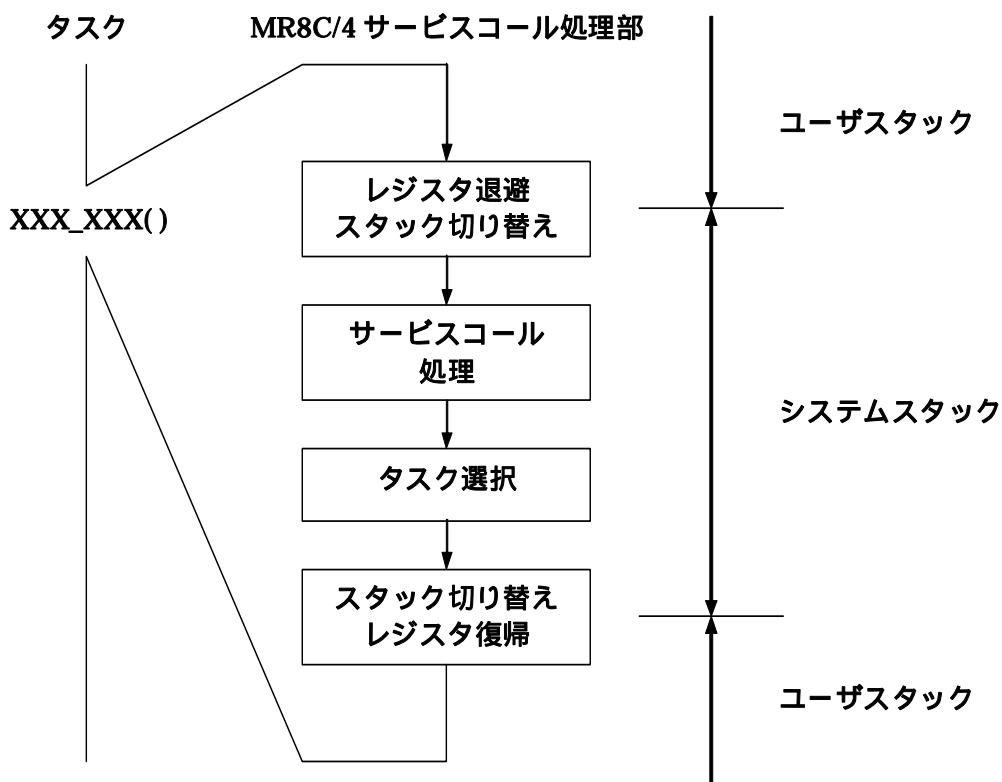 タスク
MR8C/4 サービスコール処理部
ユーザスタック
レジスタ退避
スタック切り替え
XXX_XXX( )
サービスコール
処理
システムスタック
タスク選択
スタック切り替え
レジスタ復帰
ユーザスタック